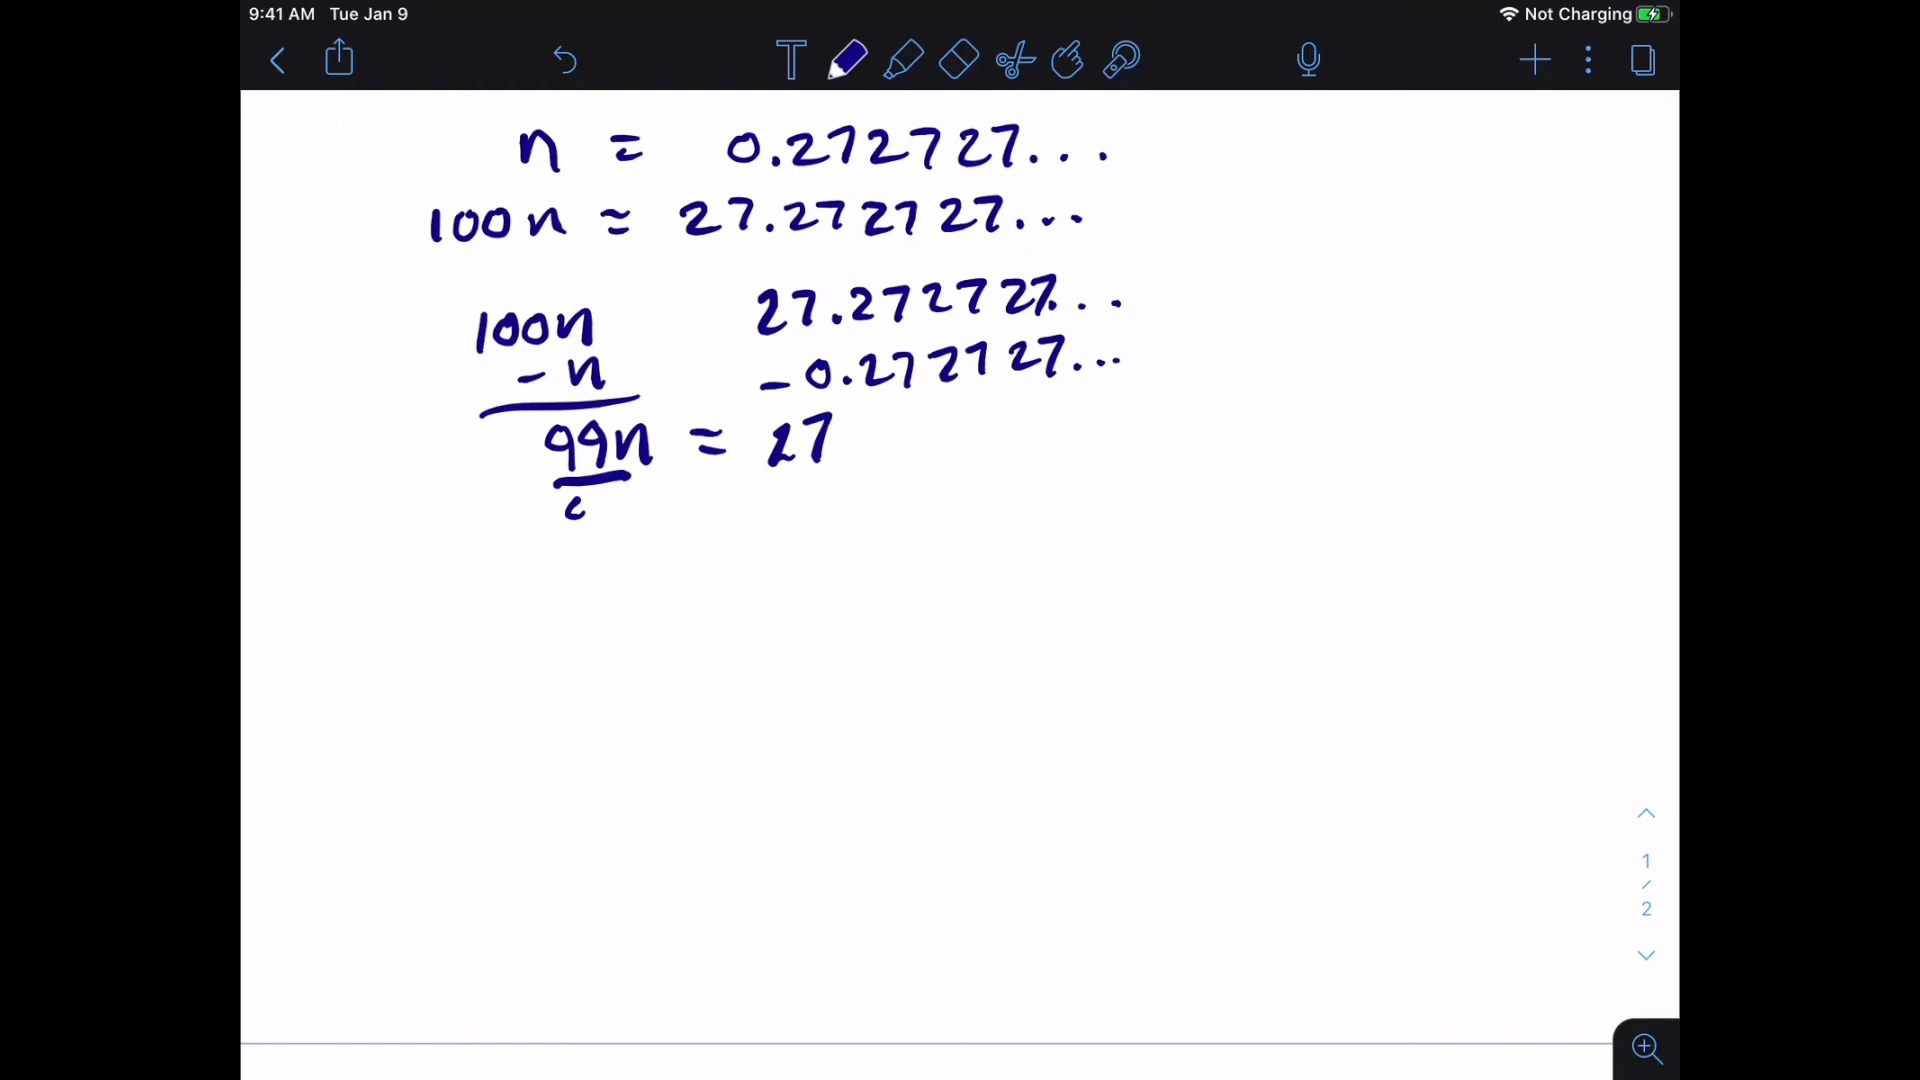 9:41 AM Tue Jan 9 Not Charging
n = 0.272727...
100n = 27.272727...
100n 27.272727...
- n - 0.272727...
99n = 27
1
/
2